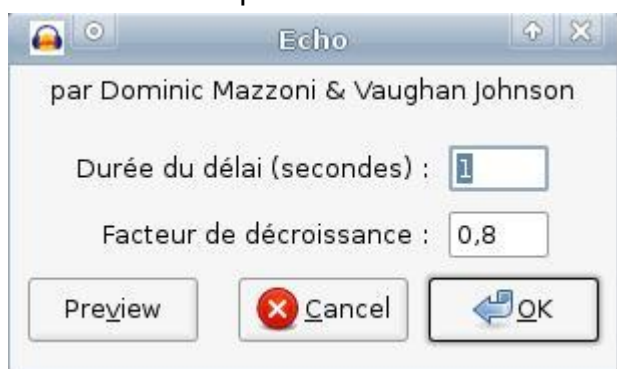 Echo
par Dominic Mazzoni & Vaughan Johnson
Durée du délai (secondes) : 1
Facteur de décroissance : 0,8
Preview Cancel OK